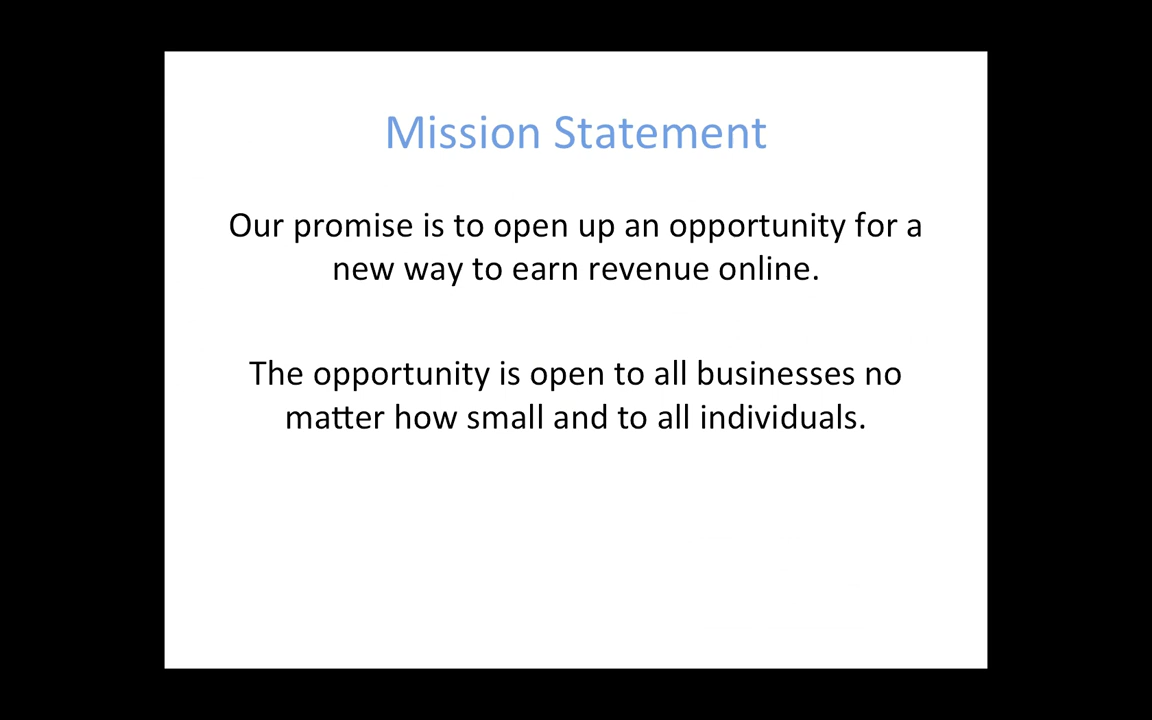 Mission Statement
Our promise is to open up an opportunity for a
new way to earn revenue online.
The opportunity is open to all businesses no
matter how small and to all individuals.